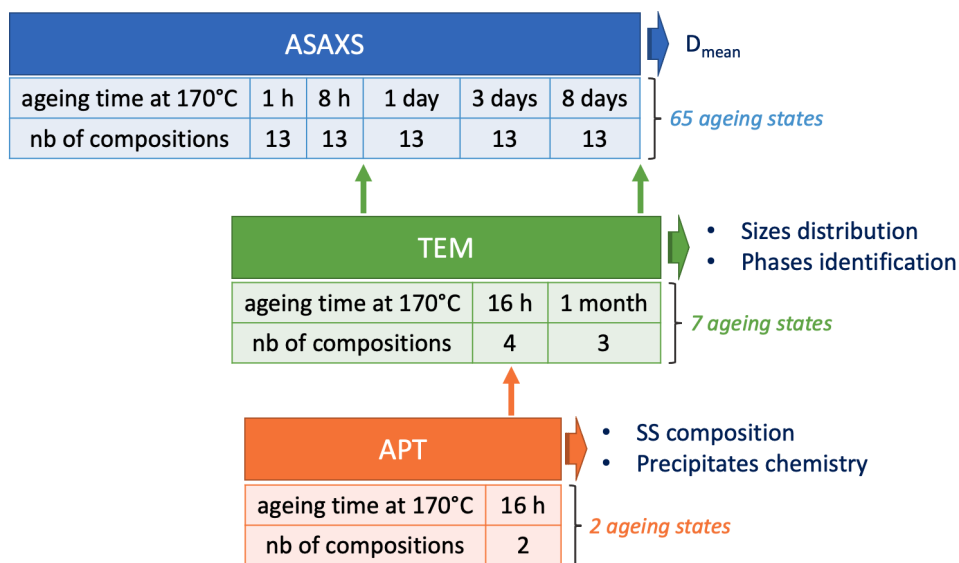 ASAXS
D_mean
ageing time at 170°C 1 h 8 h 1 day 3 days 8 days
nb of compositions 13 13 13 13 13
65 ageing states
TEM
• Sizes distribution
• Phases identification
ageing time at 170°C 16 h 1 month
nb of compositions 4 3
7 ageing states
APT
• SS composition
• Precipitates chemistry
ageing time at 170°C 16 h
nb of compositions 2
2 ageing states